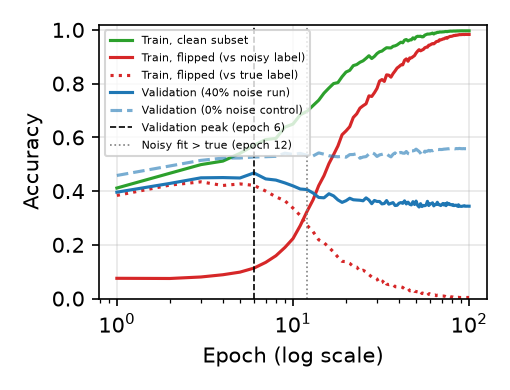 Train, clean subset
Train, flipped (vs noisy label)
Train, flipped (vs true label)
Validation (40% noise run)
Validation (0% noise control)
Validation peak (epoch 6)
Noisy fit > true (epoch 12)
Accuracy
1.0
0.8
0.6
0.4
0.2
0.0
10⁰
10¹
10²
Epoch (log scale)